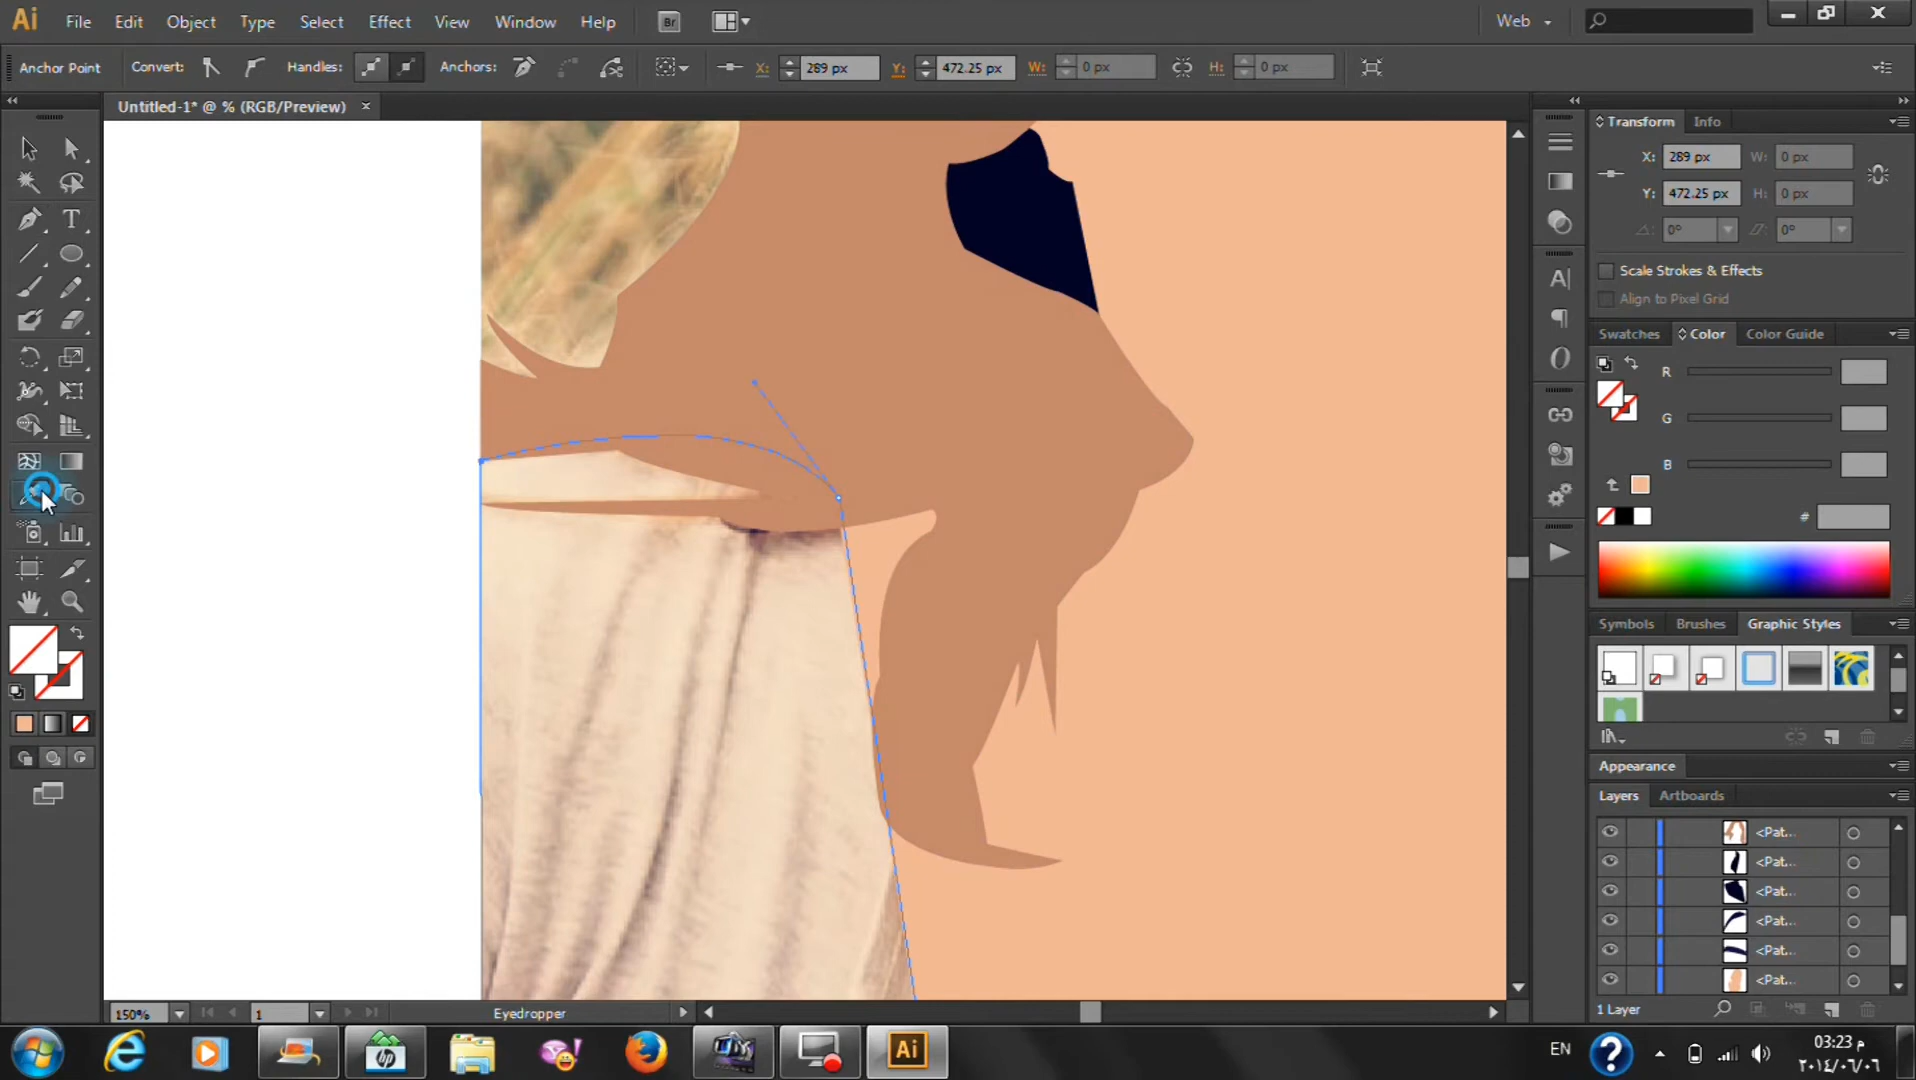 Ai File Edit Object Type Select Effect View Window Help Br Web
Anchor Point Convert: Handles: Anchors: X: 289 px Y: 472.25 px W: 0 px H: 0 px
Untitled-1* @ % (RGB/Preview) ×
Transform Info
X: 289 px W: 0 px
Y: 472.25 px H: 0 px
0° 0°
Scale Strokes & Effects
Align to Pixel Grid
Swatches Color Color Guide
R
G
B
#
Symbols Brushes Graphic Styles
Appearance
Layers Artboards
<Pat...
<Pat...
<Pat...
<Pat...
<Pat...
<Pat...
1 Layer
150% 1 Eyedropper
hp Ai EN ? 03:23 م
٢٠١٤/٠٦/٠٦